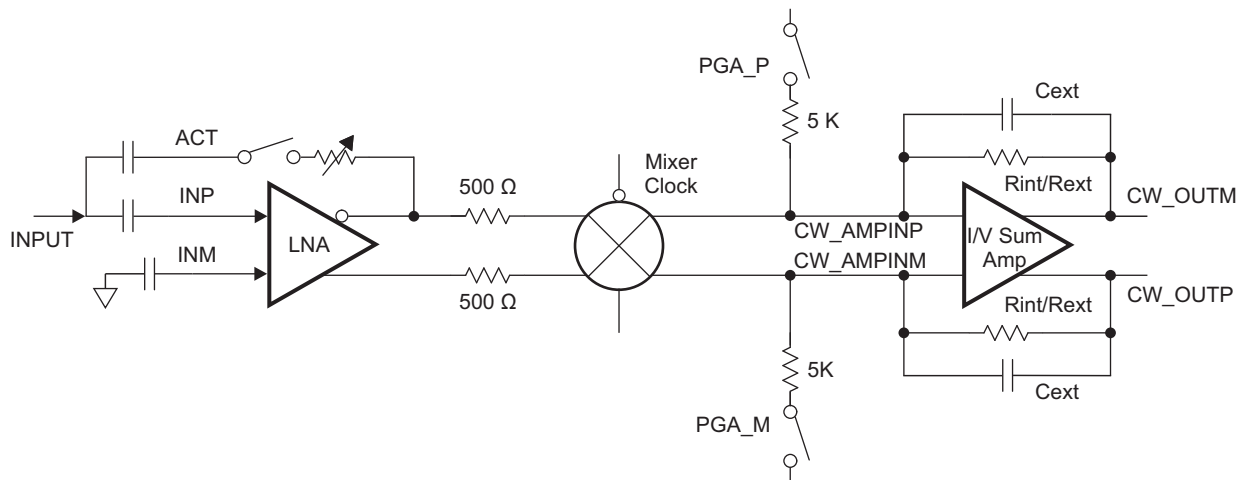 PGA_P
5 K
Cext
Rint/Rext
CW_OUTM
ACT
INP
INPUT
INM
LNA
500 Ω
500 Ω
Mixer
Clock
CW_AMPINP
CW_AMPINM
I/V Sum
Amp
CW_OUTP
Rint/Rext
Cext
5K
PGA_M